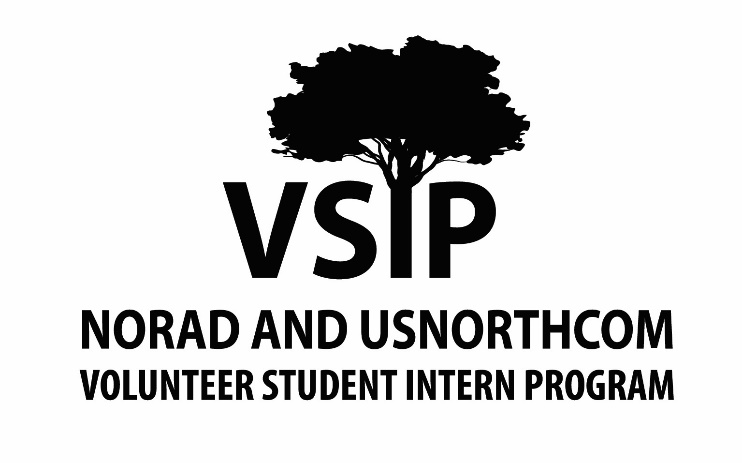 VSIP
NORAD AND USNORTHCOM
VOLUNTEER STUDENT INTERN PROGRAM